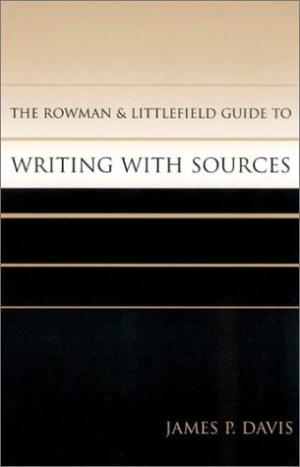 THE ROWMAN & LITTLEFIELD GUIDE TO
WRITING WITH SOURCES
JAMES P. DAVIS